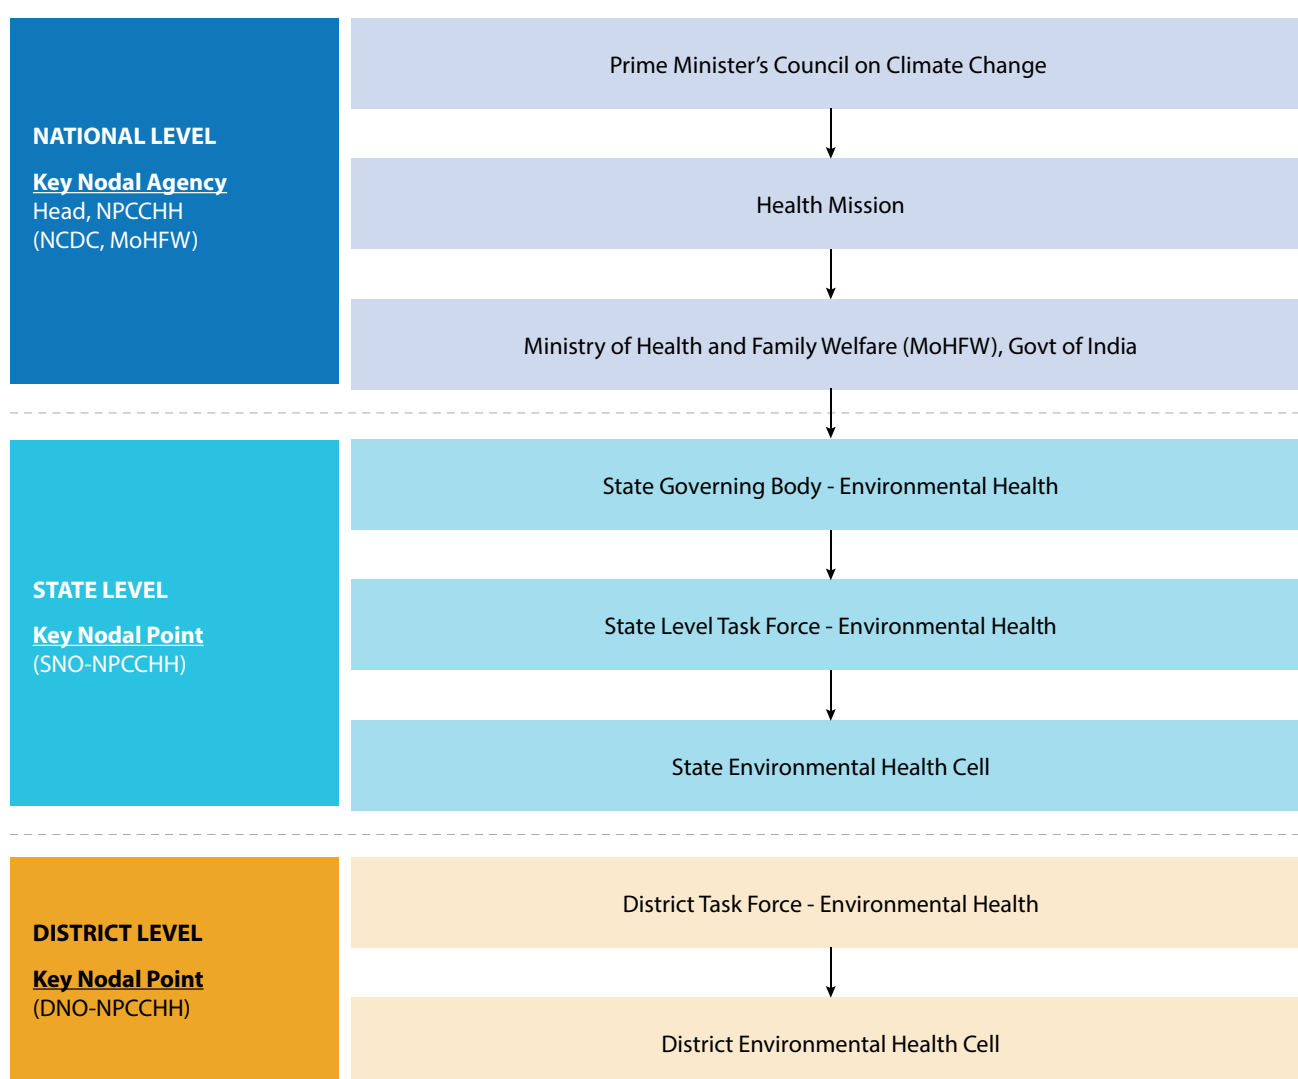 NATIONAL LEVEL
Key Nodal Agency
Head, NPCCHH
(NCDC, MoHFW)
Prime Minister’s Council on Climate Change
Health Mission
Ministry of Health and Family Welfare (MoHFW), Govt of India
STATE LEVEL
Key Nodal Point
(SNO-NPCCHH)
State Governing Body - Environmental Health
State Level Task Force - Environmental Health
State Environmental Health Cell
DISTRICT LEVEL
Key Nodal Point
(DNO-NPCCHH)
District Task Force - Environmental Health
District Environmental Health Cell